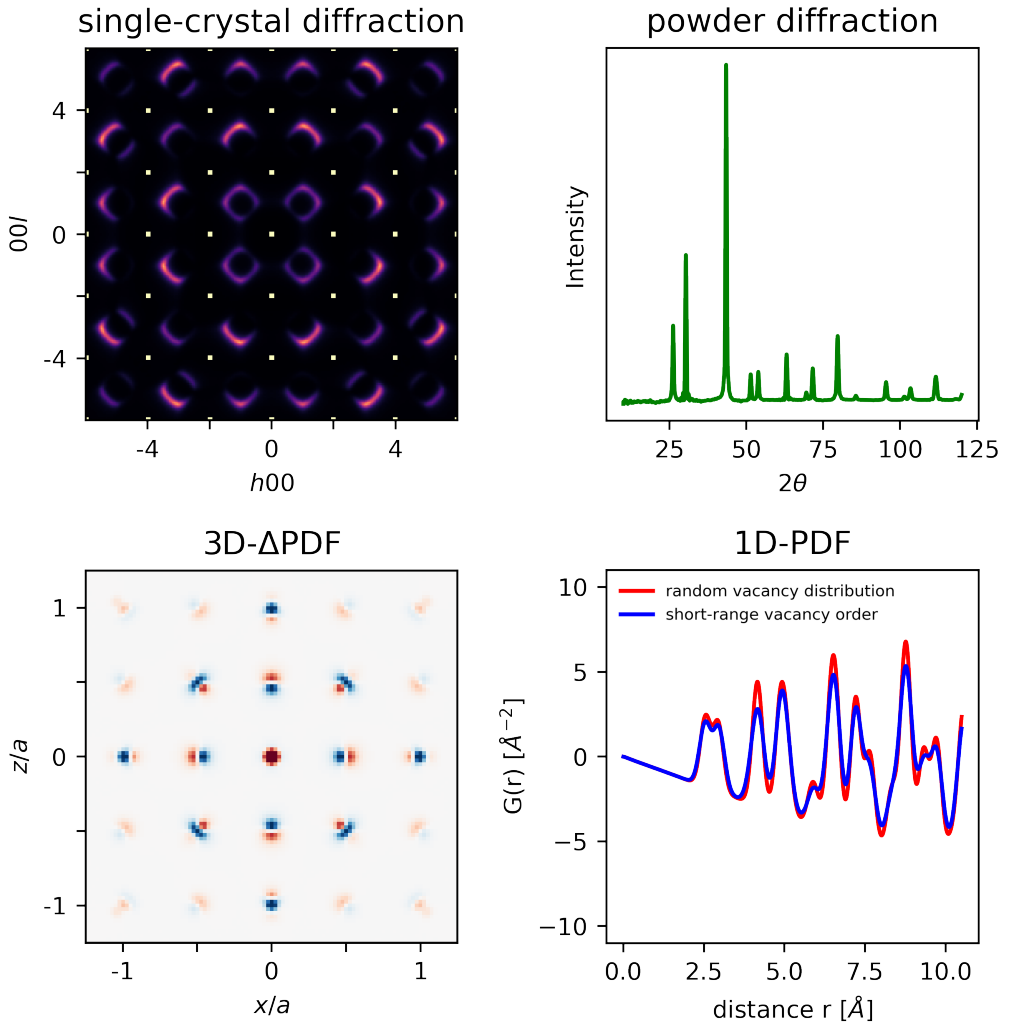 single-crystal diffraction
4
0
-4
00l
-4
0
4
h00
powder diffraction
Intensity
25
50
75
100
125
2θ
3D-ΔPDF
1
0
-1
z/a
-1
0
1
x/a
1D-PDF
10
5
0
−5
−10
G(r) [Å⁻²]
random vacancy distribution
short-range vacancy order
0.0
2.5
5.0
7.5
10.0
distance r [Å]